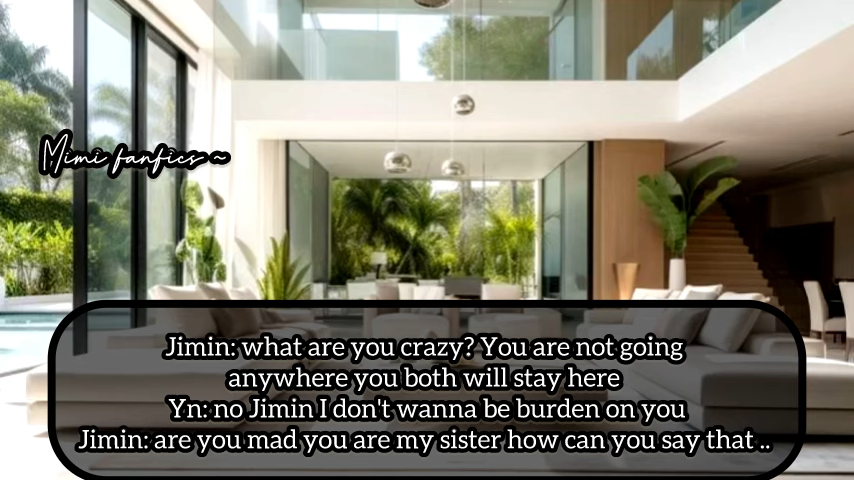 Mimi fanfics ~
Jimin: what are you crazy? You are not going
anywhere you both will stay here
Yn: no Jimin I don't wanna be burden on you
Jimin: are you mad you are my sister how can you say that ..